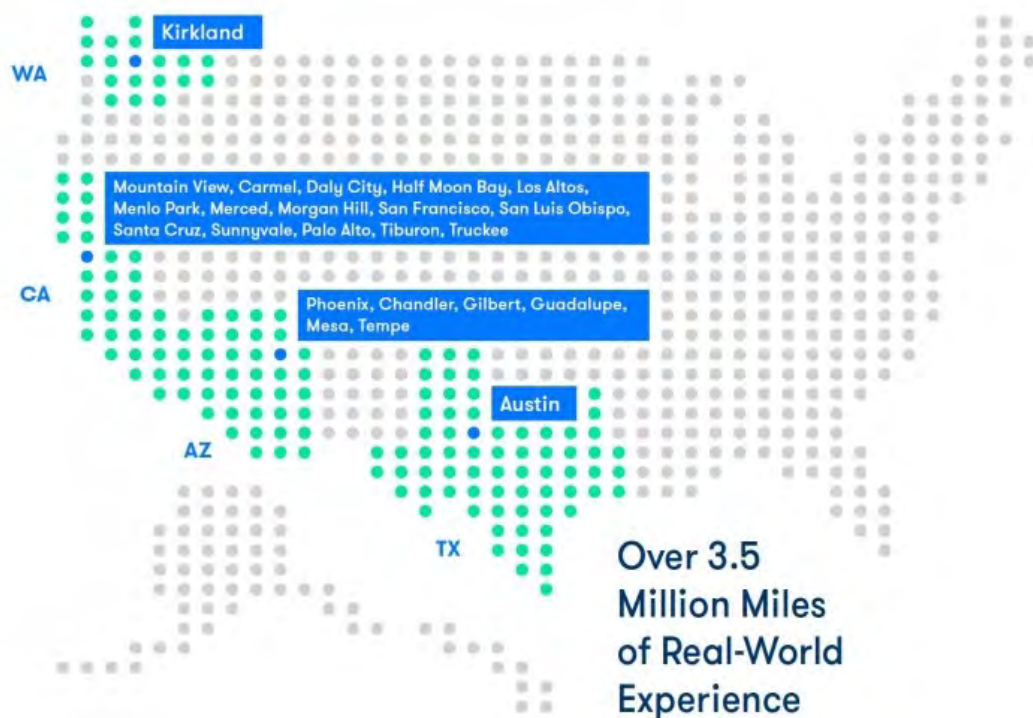 Kirkland
WA
Mountain View, Carmel, Daly City, Half Moon Bay, Los Altos,
Menlo Park, Merced, Morgan Hill, San Francisco, San Luis Obispo,
Santa Cruz, Sunnyvale, Palo Alto, Tiburon, Truckee
CA
Phoenix, Chandler, Gilbert, Guadalupe,
Mesa, Tempe
Austin
AZ
TX
Over 3.5
Million Miles
of Real-World
Experience